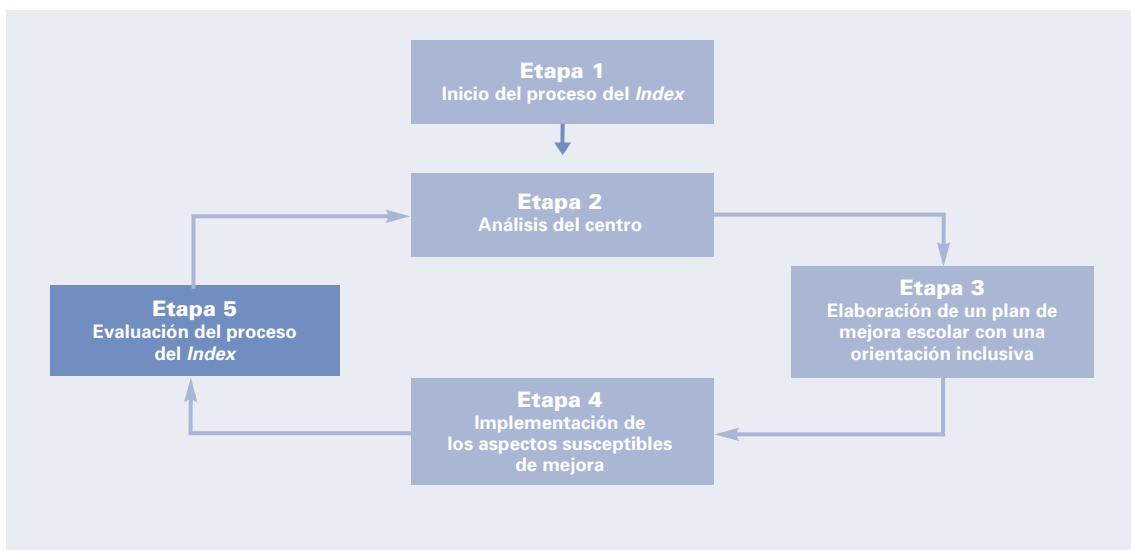 Etapa 1
Inicio del proceso del Index
Etapa 2
Análisis del centro
Etapa 3
Elaboración de un plan de
mejora escolar con una
orientación inclusiva
Etapa 4
Implementación de
los aspectos susceptibles
de mejora
Etapa 5
Evaluación del proceso
del Index